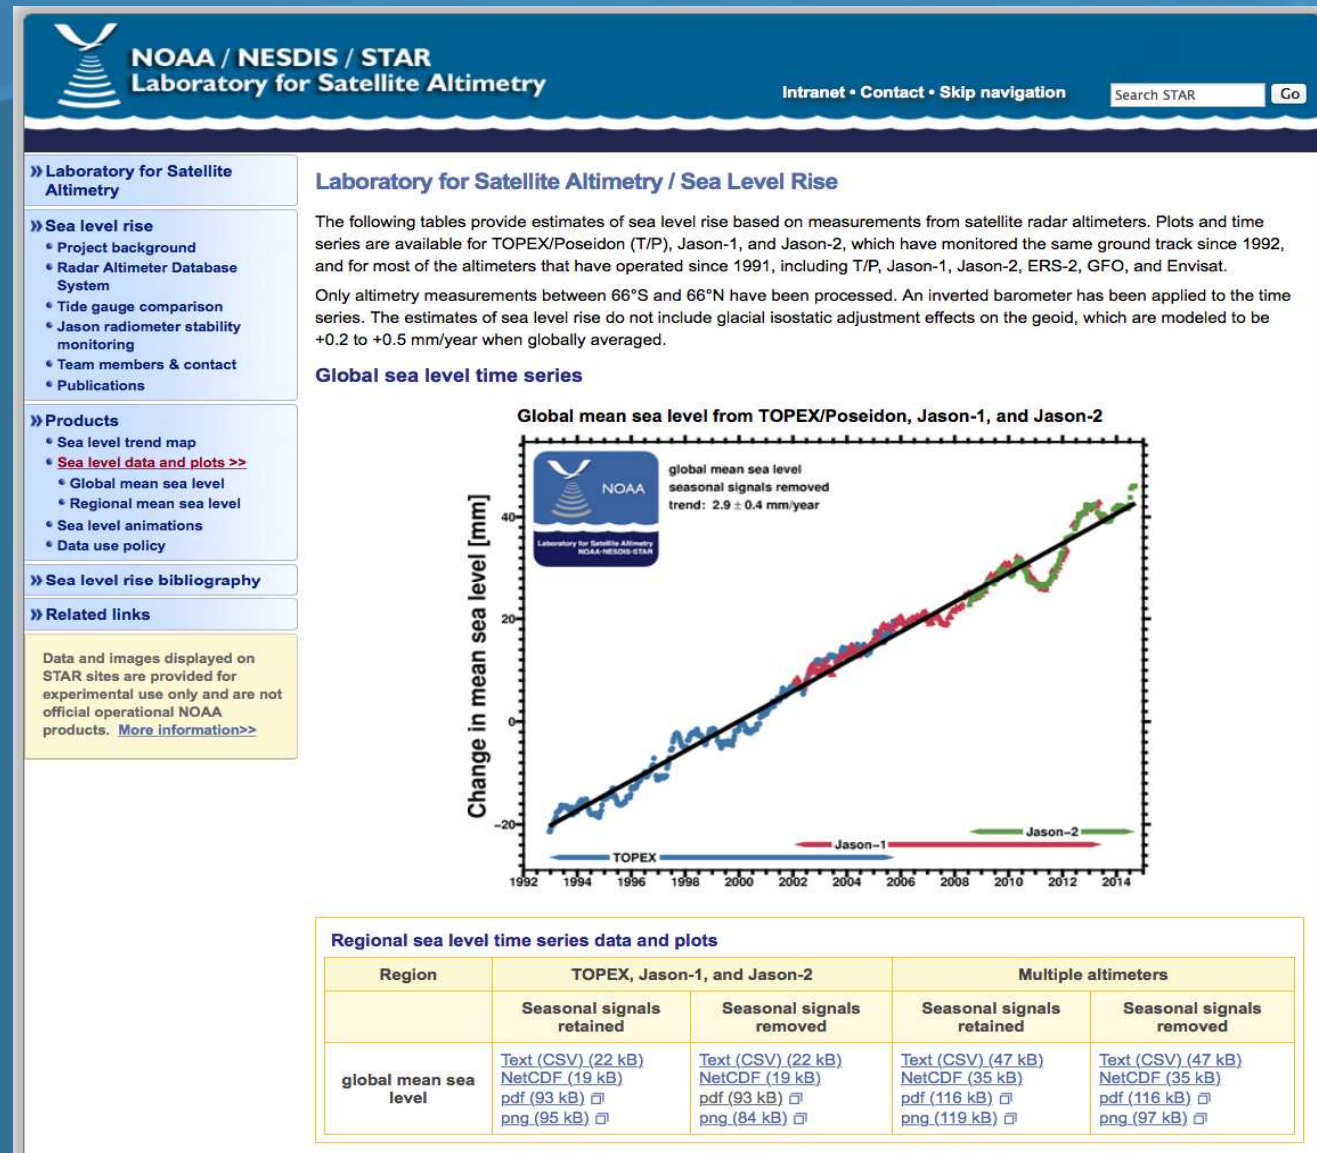 NOAA / NESDIS / STAR
Laboratory for Satellite Altimetry
Intranet • Contact • Skip navigation
Search STAR
Go
» Laboratory for Satellite
Altimetry
» Sea level rise
• Project background
• Radar Altimeter Database
System
• Tide gauge comparison
• Jason radiometer stability
monitoring
• Team members & contact
• Publications
» Products
• Sea level trend map
• Sea level data and plots >>
• Global mean sea level
• Regional mean sea level
• Sea level animations
• Data use policy
» Sea level rise bibliography
» Related links
Data and images displayed on
STAR sites are provided for
experimental use only and are not
official operational NOAA
products. More information>>
Laboratory for Satellite Altimetry / Sea Level Rise
The following tables provide estimates of sea level rise based on measurements from satellite radar altimeters. Plots and time
series are available for TOPEX/Poseidon (T/P), Jason-1, and Jason-2, which have monitored the same ground track since 1992,
and for most of the altimeters that have operated since 1991, including T/P, Jason-1, Jason-2, ERS-2, GFO, and Envisat.
Only altimetry measurements between 66°S and 66°N have been processed. An inverted barometer has been applied to the time
series. The estimates of sea level rise do not include glacial isostatic adjustment effects on the geoid, which are modeled to be
+0.2 to +0.5 mm/year when globally averaged.
Global sea level time series
Global mean sea level from TOPEX/Poseidon, Jason-1, and Jason-2
NOAA
Laboratory for Satellite Altimetry
NOAA-NESDIS-STAR
global mean sea level
seasonal signals removed
trend: 2.9 ± 0.4 mm/year
Change in mean sea level [mm]
40
20
0
-20
Jason-2
Jason-1
TOPEX
1992 1994 1996 1998 2000 2002 2004 2006 2008 2010 2012 2014
Regional sea level time series data and plots
Region TOPEX, Jason-1, and Jason-2 Multiple altimeters
Seasonal signals retained Seasonal signals removed Seasonal signals retained Seasonal signals removed
global mean sea level
Text (CSV) (22 kB) Text (CSV) (22 kB) Text (CSV) (47 kB) Text (CSV) (47 kB)
NetCDF (19 kB) NetCDF (19 kB) NetCDF (35 kB) NetCDF (35 kB)
pdf (93 kB) pdf (93 kB) pdf (116 kB) pdf (116 kB)
png (95 kB) png (84 kB) png (119 kB) png (97 kB)